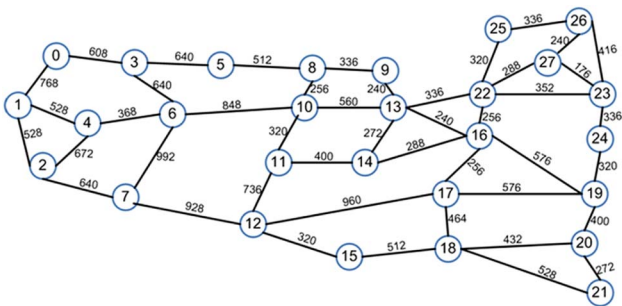 25 336 26
320 240 416
0 608 3 640 5 512 8 336 9 288 27 176
768 640 256 240 336 22 352 23
1 528 4 368 6 848 10 560 13 240 256 336
528 672 320 272 16 24
992 11 400 14 288 256 576 320
2 640 7 736 960 17 576 19
928 12 464 400
320 15 512 18 432 20
528 272
21